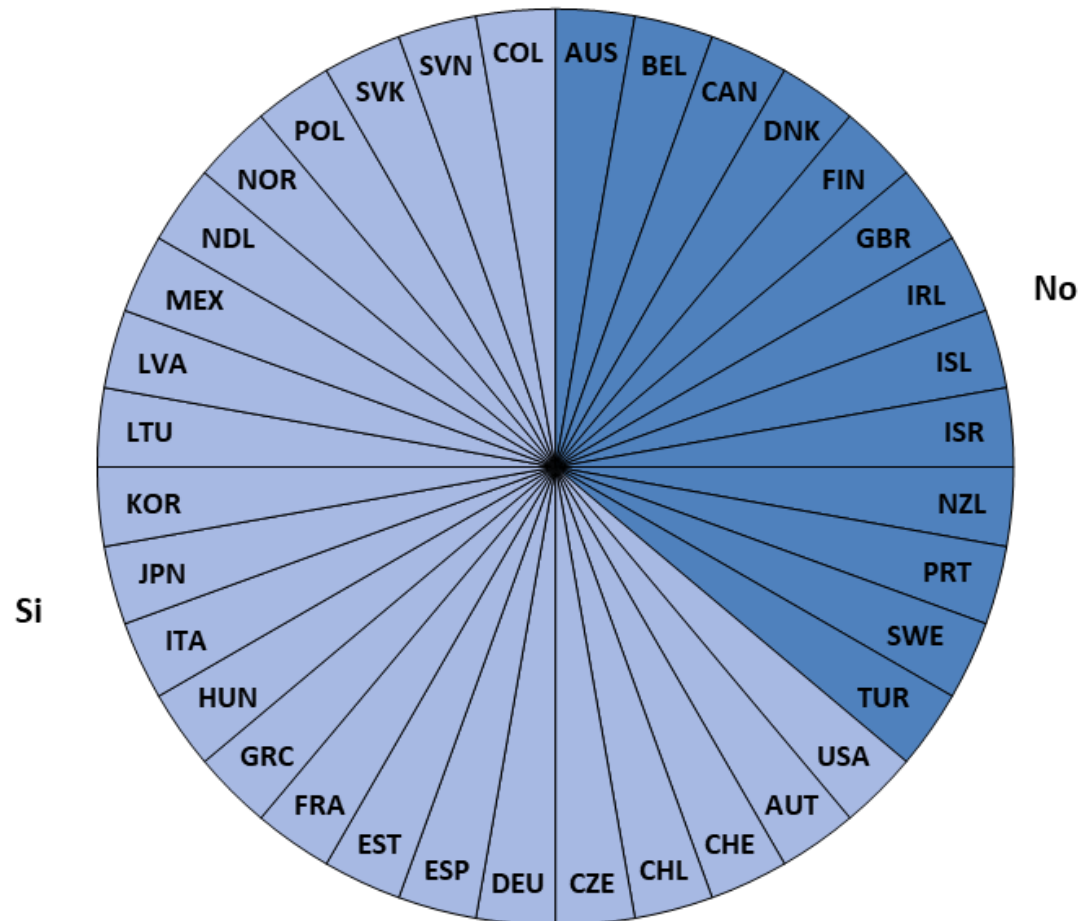 AUS
BEL
CAN
DNK
FIN
GBR
IRL
ISL
ISR
NZL
PRT
SWE
TUR
USA
AUT
CHE
CHL
CZE
DEU
ESP
EST
FRA
GRC
HUN
ITA
JPN
KOR
LTU
LVA
MEX
NDL
NOR
POL
SVK
SVN
COL
No
Si